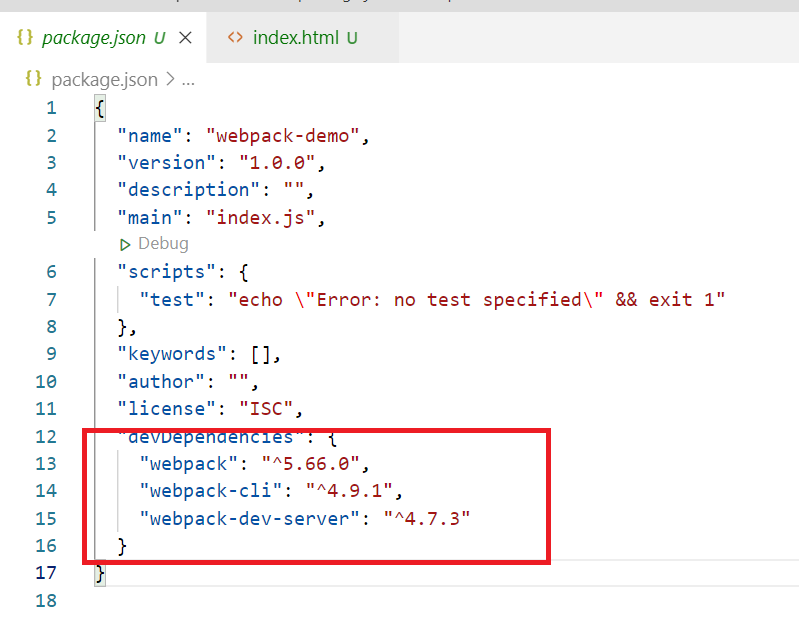 {} package.json U × <> index.html U
{} package.json > ...
1 {
2 "name": "webpack-demo",
3 "version": "1.0.0",
4 "description": "",
5 "main": "index.js",
Debug
6 "scripts": {
7 "test": "echo \"Error: no test specified\" && exit 1"
8 },
9 "keywords": [],
10 "author": "",
11 "license": "ISC",
12 "devDependencies": {
13 "webpack": "^5.66.0",
14 "webpack-cli": "^4.9.1",
15 "webpack-dev-server": "^4.7.3"
16 }
17 }
18